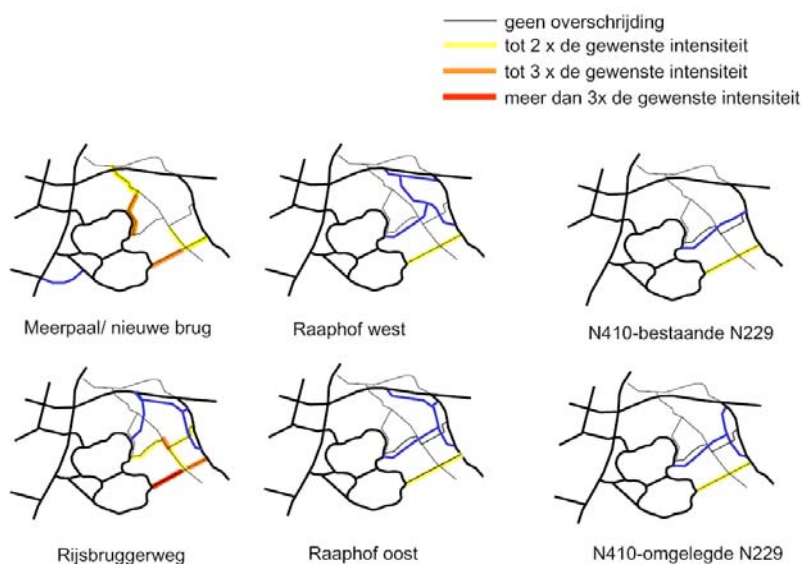 geen overschrijding
tot 2 x de gewenste intensiteit
tot 3 x de gewenste intensiteit
meer dan 3x de gewenste intensiteit
Meerpaal/ nieuwe brug
Raaphof west
N410-bestaande N229
Rijsbruggerweg
Raaphof oost
N410-omgelegde N229